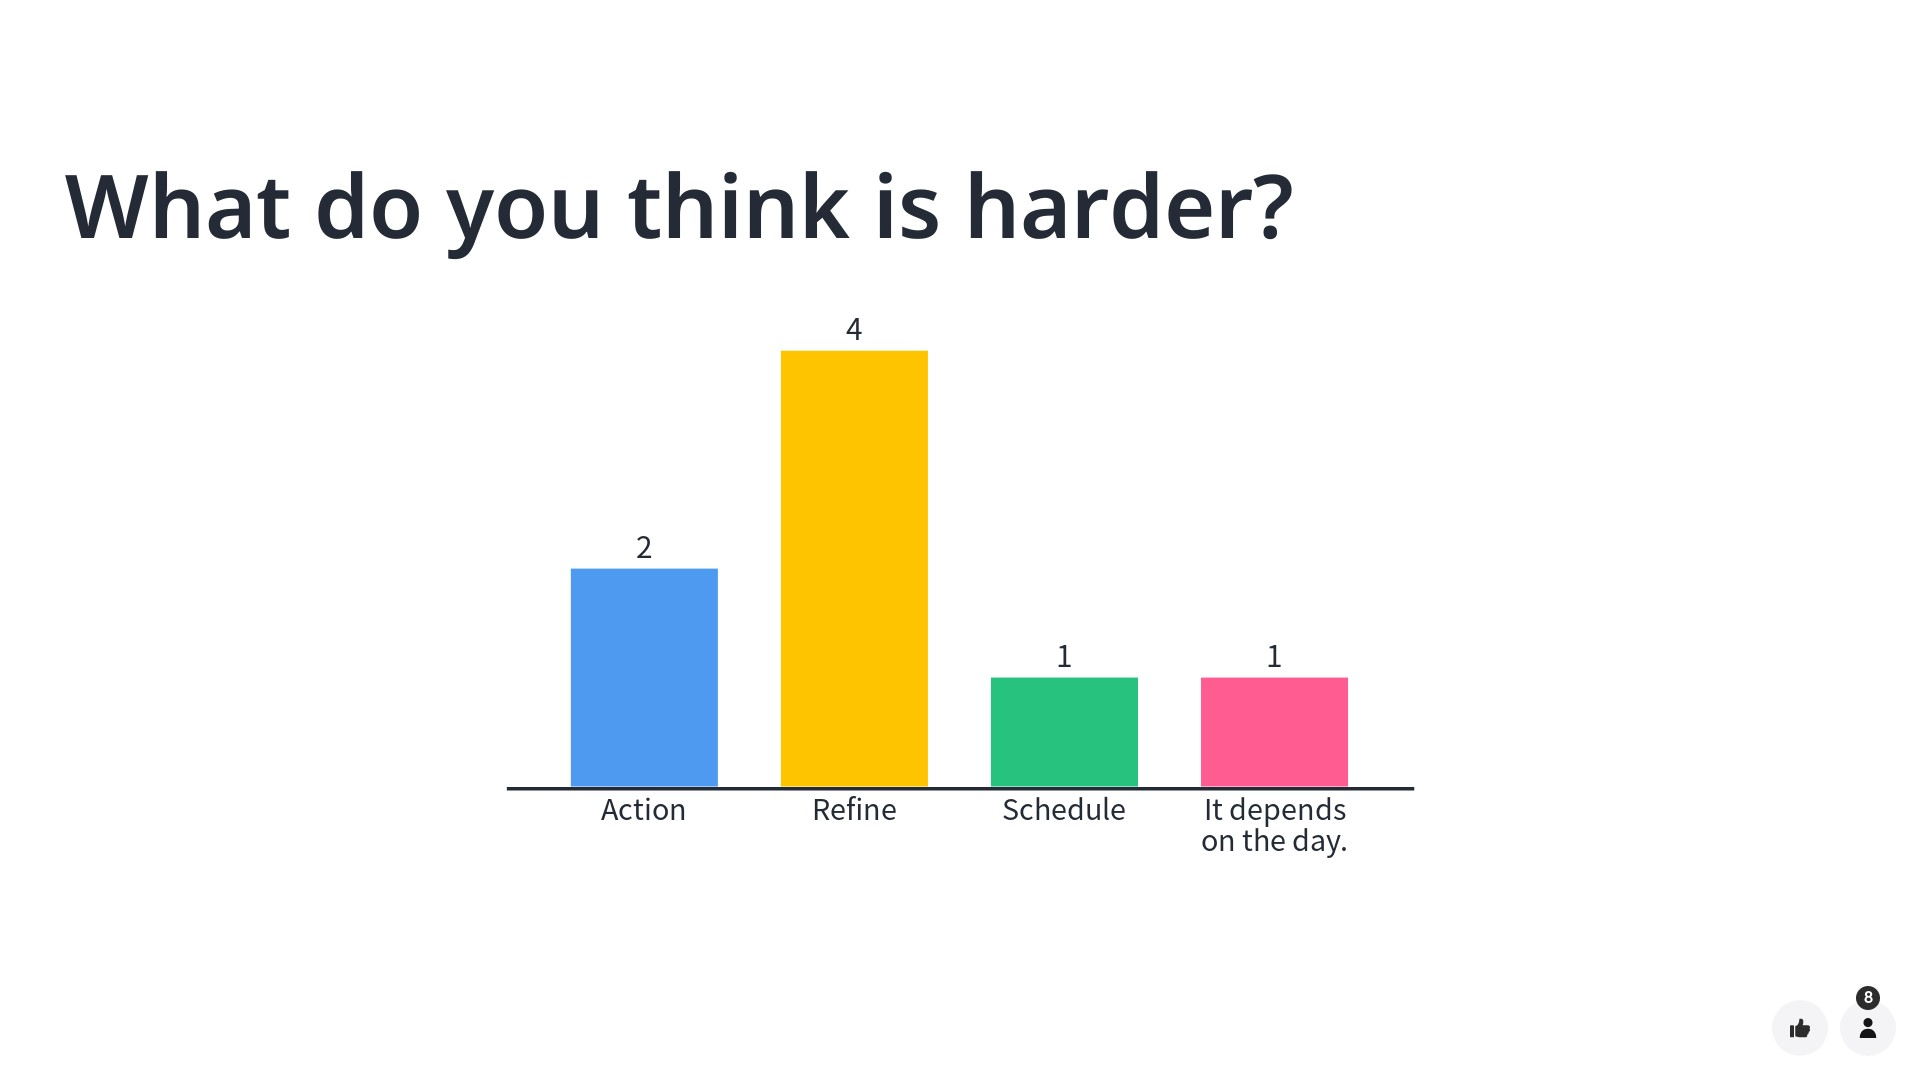 What do you think is harder?
4
2
1
1
Action
Refine
Schedule
It depends
on the day.
8